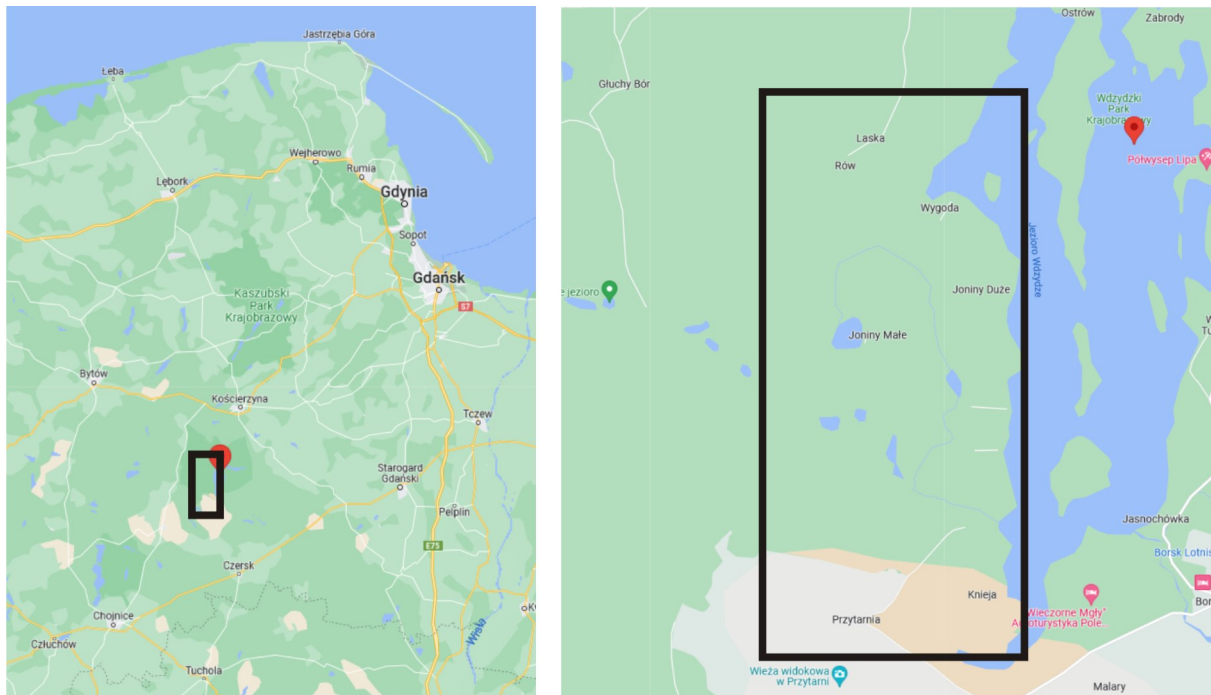 Jastrzębia Góra
Łeba
Wejherowo
Rumia
Gdynia
Lębork
Sopot
Gdańsk
S7
Kaszubski
Park
Krajobrazowy
Bytów
Kościerzyna
Tczew
Starogard
Gdański
Pelplin
E75
Czersk
Chojnice
Człuchów
Tuchola
Wisła
Ostrów
Zabrody
Głuchy Bór
Wdzydzki
Park
Krajobrazowy
Półwysep Lipa
Laska
Rów
Wygoda
Jezioro Wdzydze
e jezioro
Joniny Duże
Joniny Małe
W
Tu
Jasnochówka
Borsk Lotnis
Bor
Knieja
Wieczorne Mgły"
Agroturystyka Pole...
Przytarnia
Wieża widokowa
w Przytarni
Malary